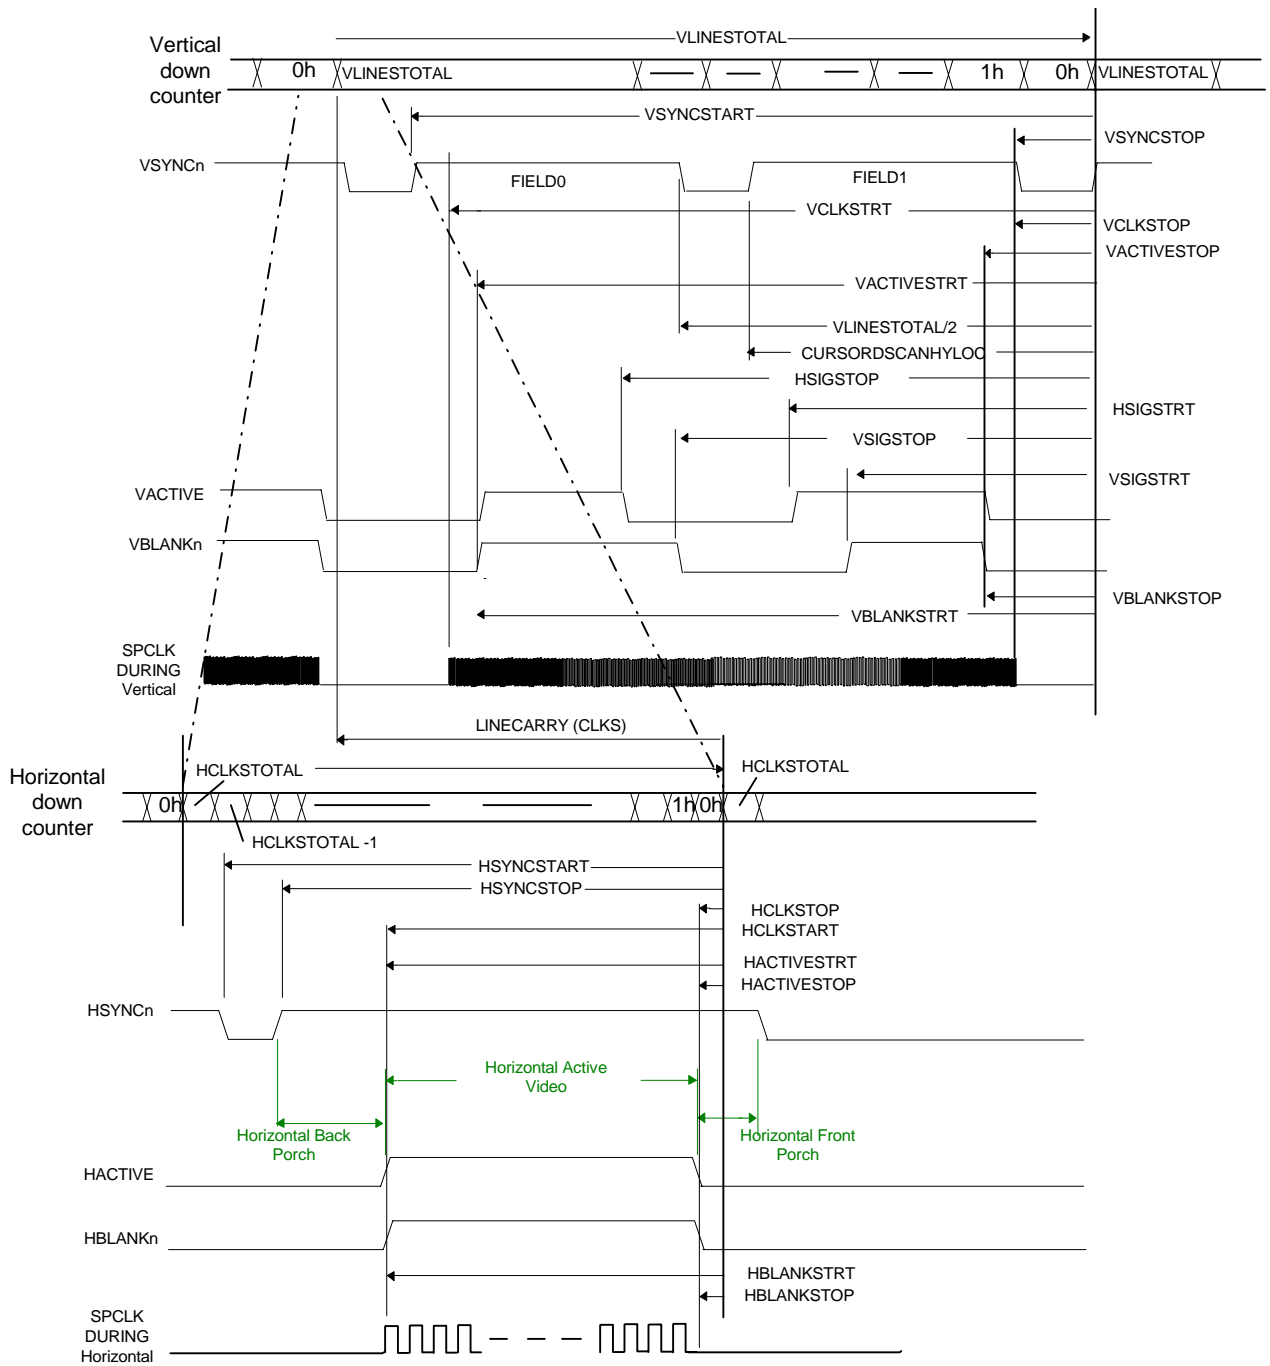 VLINESTOTAL
Vertical
down
counter
0h
VLINESTOTAL
1h
0h
VLINESTOTAL
VSYNCSTART
VSYNCSTOP
VSYNCn
FIELD0
FIELD1
VCLKSTRT
VCLKSTOP
VACTIVESTOP
VACTIVESTRT
VLINESTOTAL/2
CURSORDSCANHYLOC
HSIGSTOP
HSIGSTRT
VSIGSTOP
VSIGSTRT
VACTIVE
VBLANKn
VBLANKSTOP
VBLANKSTRT
SPCLK
DURING
Vertical
LINECARRY (CLKS)
Horizontal
down
counter
HCLKSTOTAL
HCLKSTOTAL
0h
1h
0h
HCLKSTOTAL -1
HSYNCSTART
HSYNCSTOP
HCLKSTOP
HCLKSTART
HACTIVESTRT
HACTIVESTOP
HSYNCn
Horizontal Active
Video
Horizontal Back
Porch
Horizontal Front
Porch
HACTIVE
HBLANKn
HBLANKSTRT
HBLANKSTOP
SPCLK
DURING
Horizontal